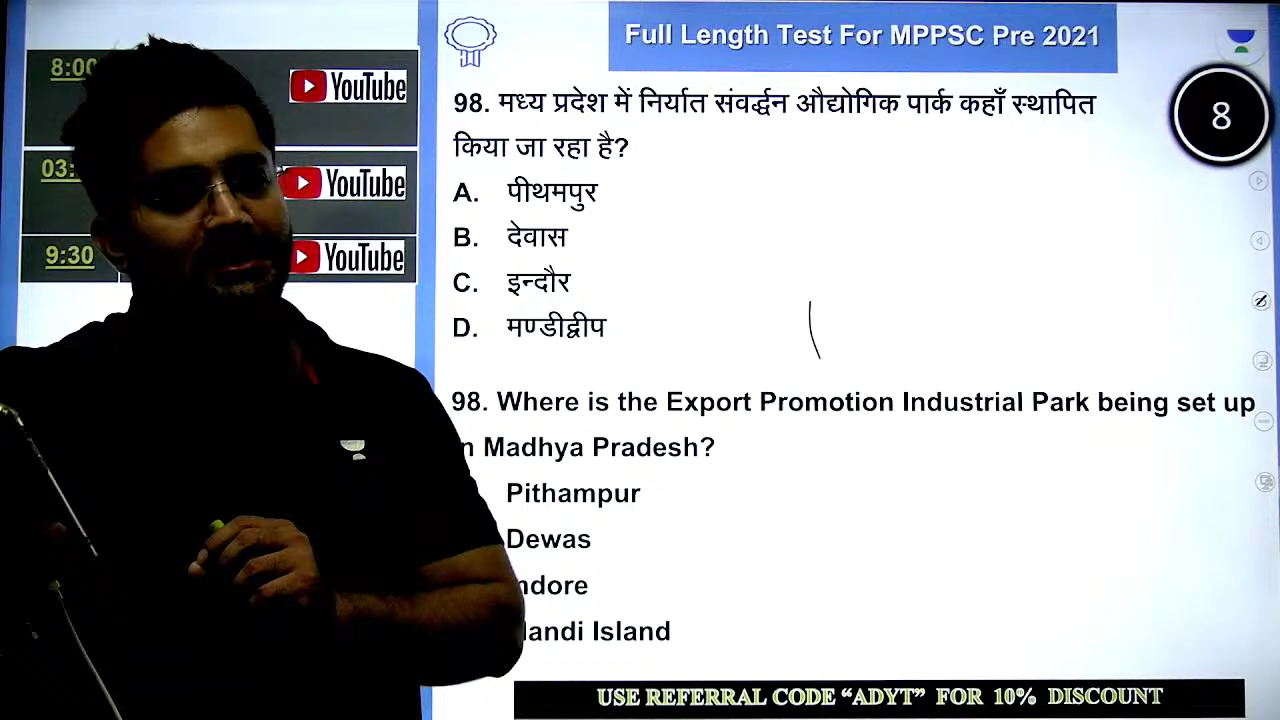 Full Length Test For MPPSC Pre 2021
8:00
YouTube
03:
YouTube
9:30
YouTube
8
98. मध्य प्रदेश में निर्यात संवर्द्धन औद्योगिक पार्क कहाँ स्थापित
किया जा रहा है?
A. पीथमपुर
B. देवास
C. इन्दौर
D. मण्डीद्वीप
98. Where is the Export Promotion Industrial Park being set up
n Madhya Pradesh?
Pithampur
Dewas
ndore
andi Island
USE REFERRAL CODE “ADYT” FOR 10% DISCOUNT